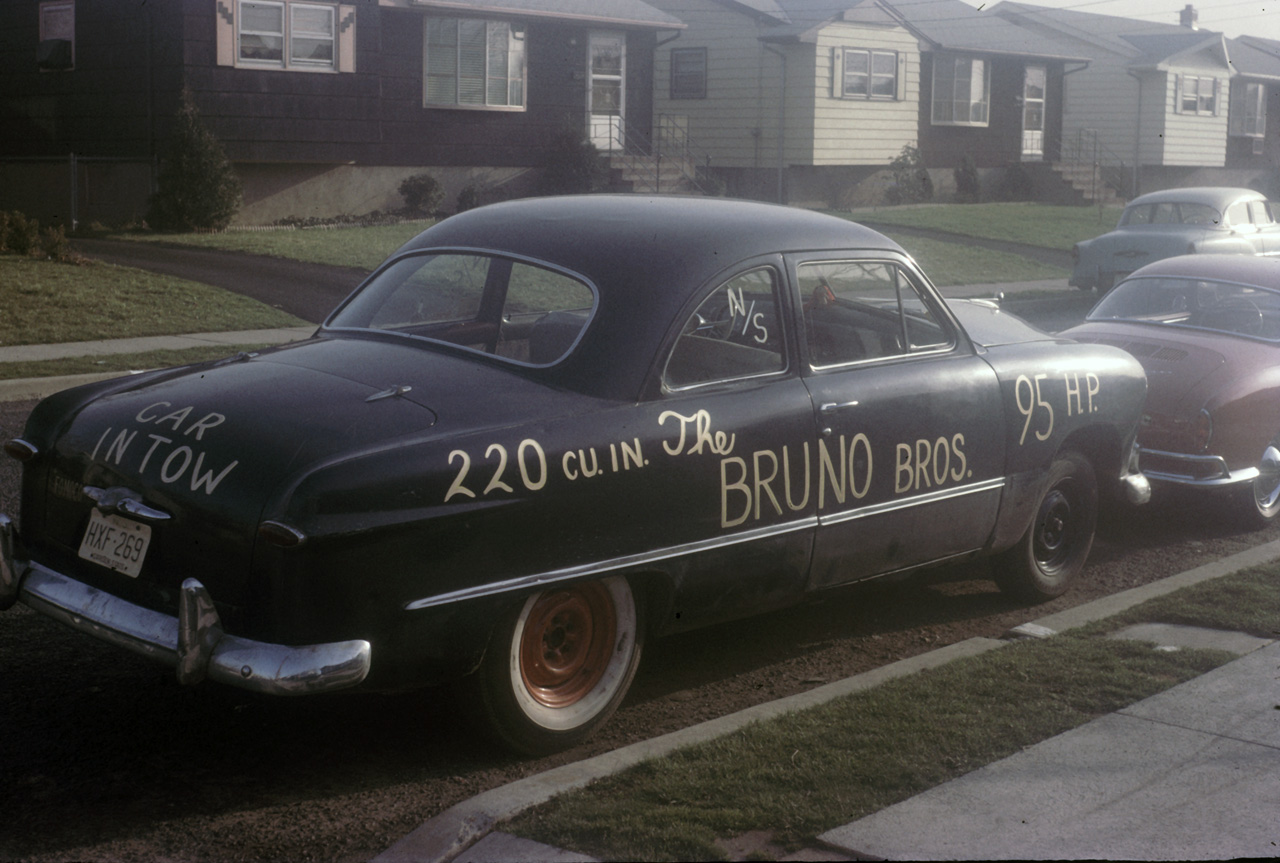 N/S
CAR
IN TOW
220 CU. IN.
The
BRUNO BROS.
95 H.P.
HXF·269